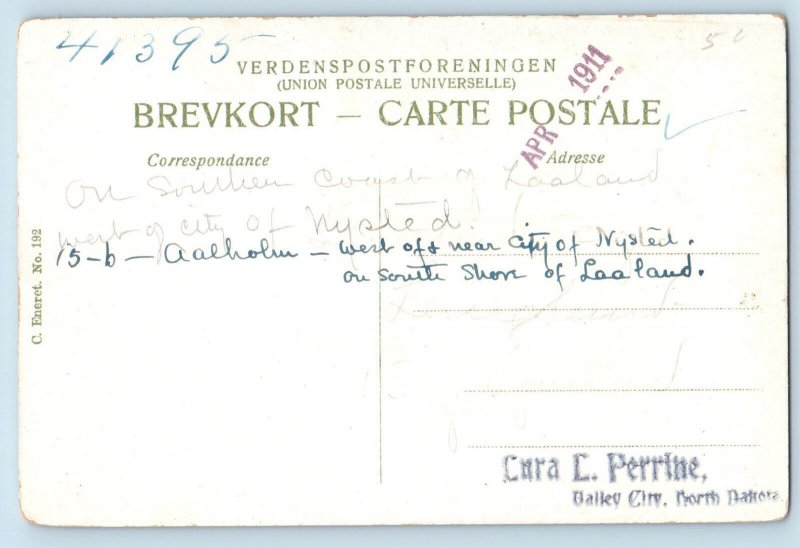 41395
5
VERDENSPOSTFORENINGEN
(UNION POSTALE UNIVERSELLE)
BREVKORT — CARTE POSTALE
APR 1911
Correspondance
Adresse
On Southern Coast of Laaland
west of city of Nysted.
15-b — Aalholm — West of & near City of Nysted.
on South Shore of Laaland.
C. Eneret. No. 192
Cura L. Perrine,
Valley City, North Dakota